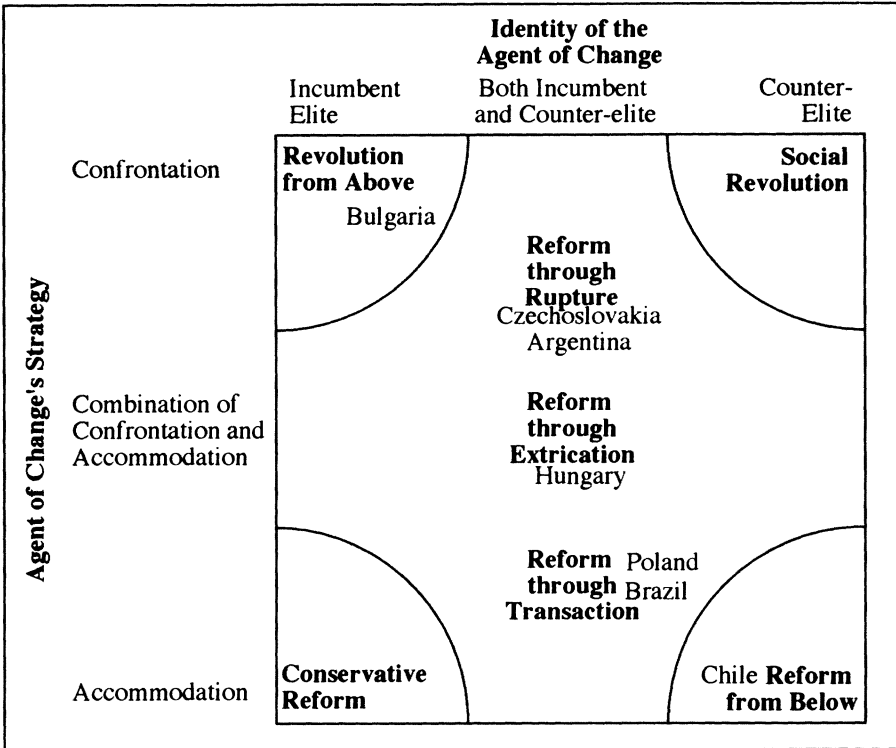 Identity of the
Agent of Change
Incumbent
Elite
Both Incumbent
and Counter-elite
Counter-
Elite
Agent of Change's Strategy
Confrontation
Revolution
from Above
Bulgaria
Social
Revolution
Reform
through
Rupture
Czechoslovakia
Argentina
Combination of
Confrontation and
Accommodation
Reform
through
Extrication
Hungary
Reform Poland
through Brazil
Transaction
Accommodation
Conservative
Reform
Chile Reform
from Below